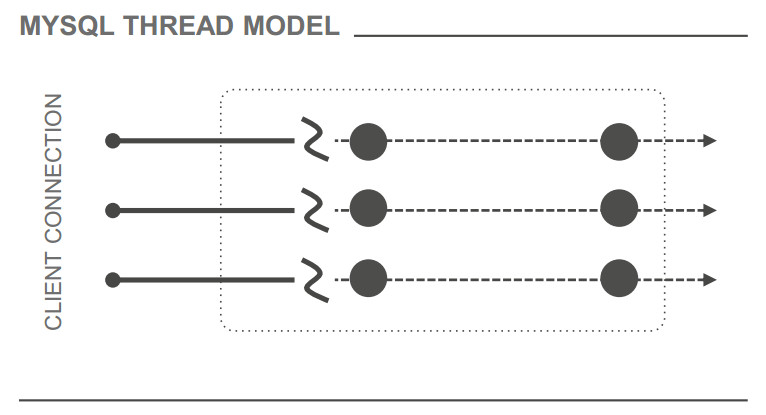 MYSQL THREAD MODEL
CLIENT CONNECTION